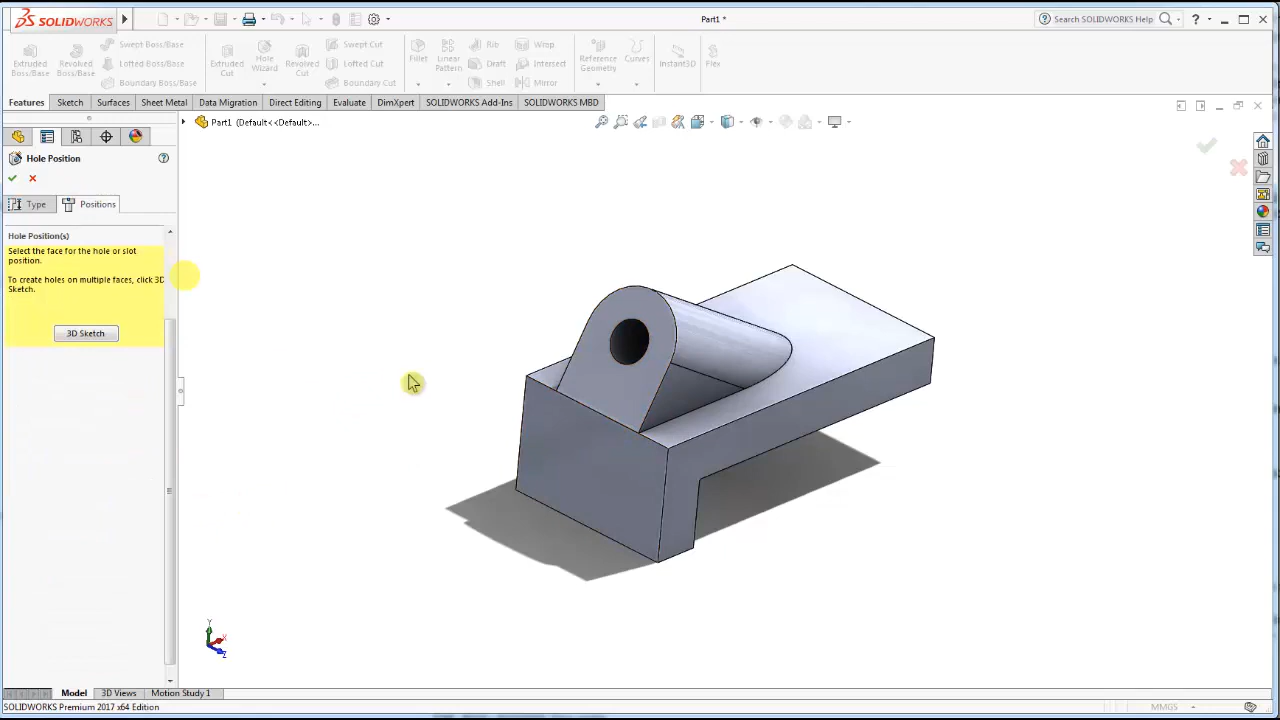 SOLIDWORKS
Part1 *
Search SOLIDWORKS Help
?
Extruded Boss/Base
Revolved Boss/Base
Swept Boss/Base
Lofted Boss/Base
Boundary Boss/Base
Extruded Cut
Hole Wizard
Revolved Cut
Swept Cut
Lofted Cut
Boundary Cut
Fillet
Linear Pattern
Rib
Draft
Shell
Wrap
Intersect
Mirror
Reference Geometry
Curves
Instant3D
Flex
Features
Sketch
Surfaces
Sheet Metal
Data Migration
Direct Editing
Evaluate
DimXpert
SOLIDWORKS Add-Ins
SOLIDWORKS MBD
Part1 (Default<<Default>...
Hole Position
?
Type
Positions
Hole Position(s)
Select the face for the hole or slot
position.
To create holes on multiple faces, click 3D
Sketch.
3D Sketch
Y
X
Z
Model
3D Views
Motion Study 1
SOLIDWORKS Premium 2017 x64 Edition
MMGS